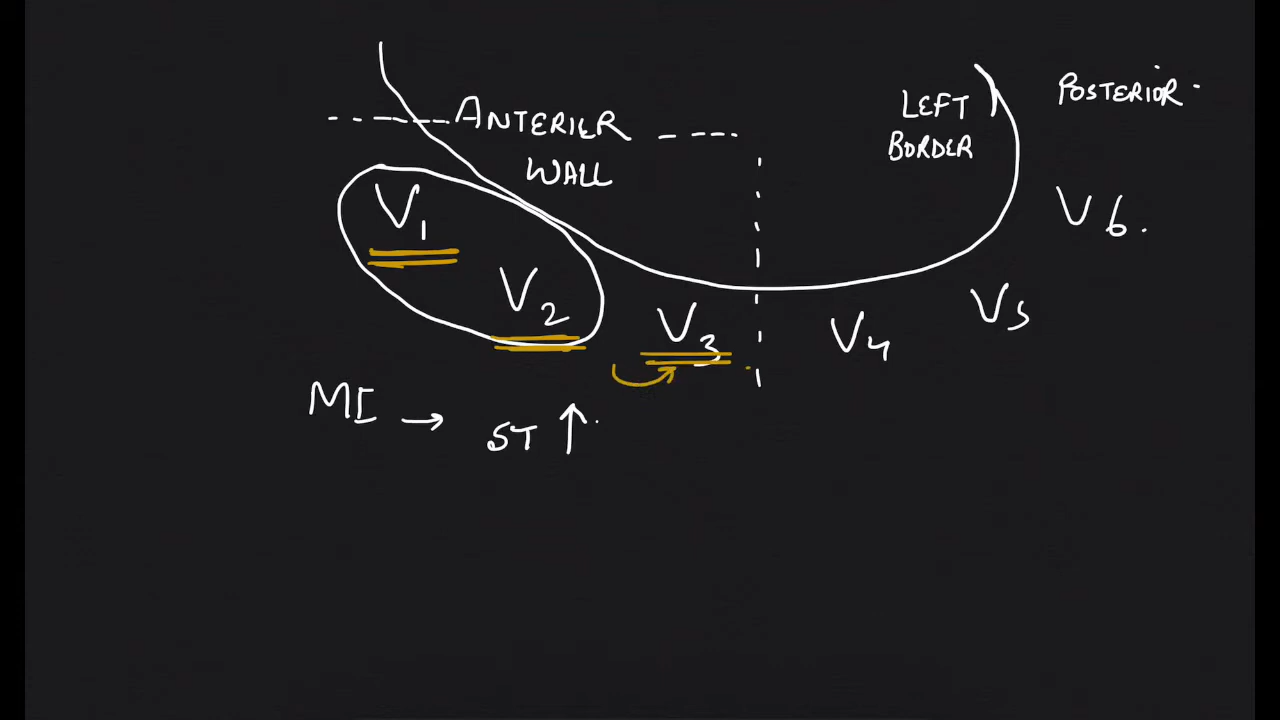 ANTERIER
WALL
LEFT
BORDER
POSTERIOR
V1
V2
V3
V4
V5
V6
MI → ST ↑